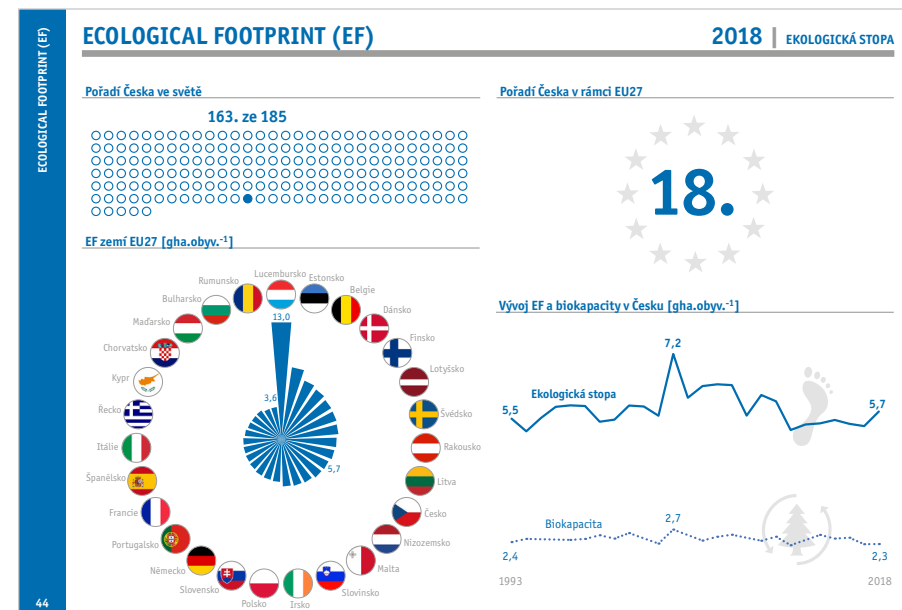 ECOLOGICAL FOOTPRINT (EF)
ECOLOGICAL FOOTPRINT (EF)
2018 | EKOLOGICKÁ STOPA
Pořadí Česka ve světě
163. ze 185
Pořadí Česka v rámci EU27
18.
EF zemí EU27 [gha.obyv.-1]
Lucembursko
Estonsko
Belgie
Dánsko
Finsko
Lotyšsko
Švédsko
Rakousko
Litva
Česko
Nizozemsko
Malta
Slovinsko
Irsko
Polsko
Slovensko
Německo
Portugalsko
Francie
Španělsko
Itálie
Řecko
Kypr
Chorvatsko
Maďarsko
Bulharsko
Rumunsko
13,0
3,6
5,7
Vývoj EF a biokapacity v Česku [gha.obyv.-1]
7,2
Ekologická stopa
5,5
5,7
Biokapacita
2,7
2,4
2,3
1993
2018
44